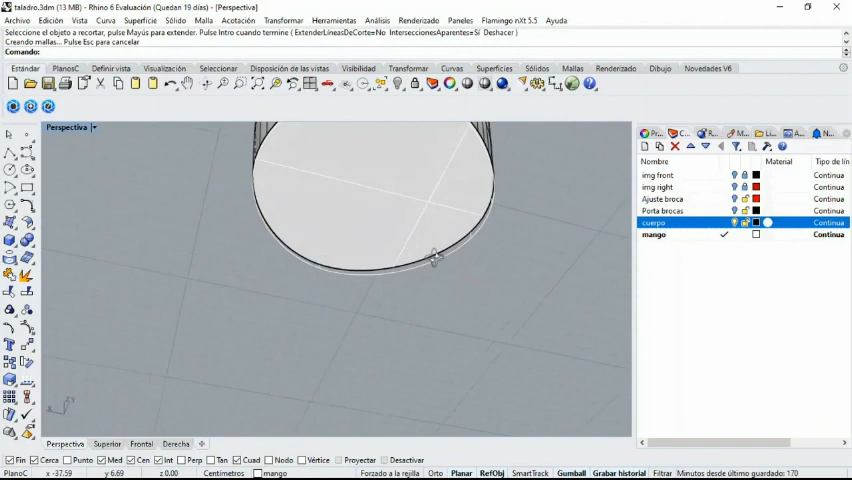 taladro.3dm (13 MB) - Rhino 6 Evaluación (Quedan 19 días) - [Perspectiva]
Archivo Edición Vista Curva Superficie Sólido Malla Acotación Transformar Herramientas Análisis Renderizado Paneles Flamingo nXt 5.5 Ayuda
Seleccione el objeto a recortar, pulse Mayús para extender. Pulse Intro cuando termine ( ExtenderLíneasDeCorte=No InterseccionesAparentes=Sí Deshacer )
Creando mallas... Pulse Esc para cancelar
Comando:
Estándar PlanosC Definir vista Visualización Seleccionar Disposición de las vistas Visibilidad Transformar Curvas Superficies Sólidos Mallas Renderizado Dibujo Novedades V6
Perspectiva
Pr... C... R... M... Li... A... N...
Nombre Material Tipo de lín
img front Continua
img right Continua
Ajuste broca Continua
Porta brocas Continua
cuerpo Continua
mango Continua
Perspectiva Superior Frontal Derecha
Fin Cerca Punto Med Cen Int Perp Tan Cuad Nodo Vértice Proyectar Desactivar
PlanoC x -37.59 y 6.69 z 0.00 Centímetros mango Forzado a la rejilla Orto Planar RefObj SmartTrack Gumball Grabar historial Filtrar Minutos desde último guardado: 170